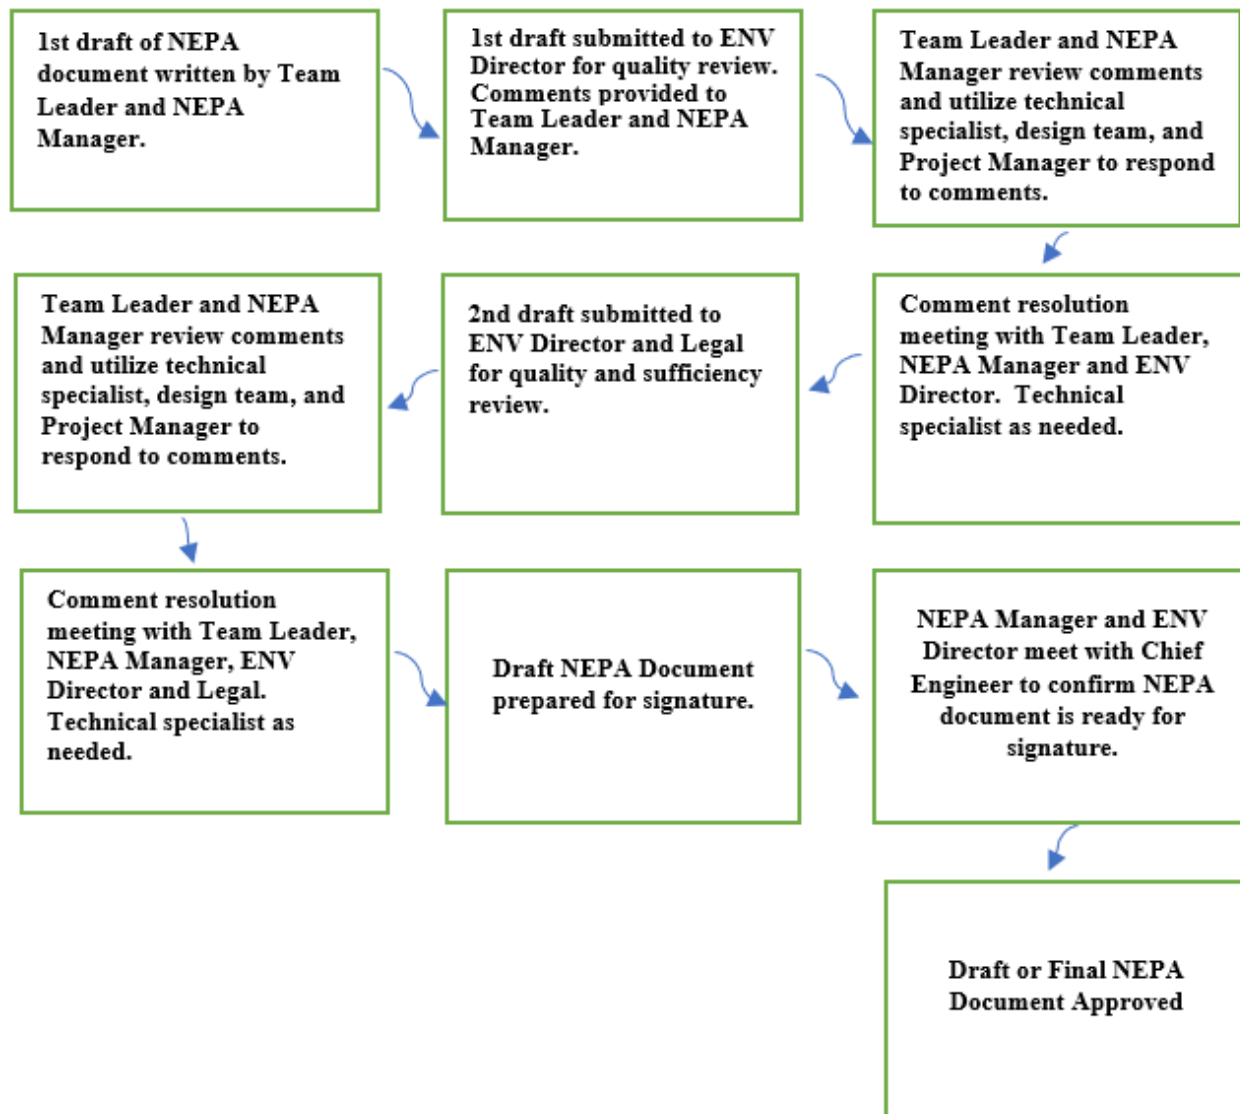 1st draft of NEPA
document written by Team
Leader and NEPA
Manager.
1st draft submitted to ENV
Director for quality review.
Comments provided to
Team Leader and NEPA
Manager.
Team Leader and NEPA
Manager review comments
and utilize technical
specialist, design team, and
Project Manager to respond
to comments.
Comment resolution
meeting with Team Leader,
NEPA Manager and ENV
Director.  Technical
specialist as needed.
2nd draft submitted to
ENV Director and Legal
for quality and sufficiency
review.
Team Leader and NEPA
Manager review comments
and utilize technical
specialist, design team, and
Project Manager to
respond to comments.
Comment resolution
meeting with Team Leader,
NEPA Manager, ENV
Director and Legal.
Technical specialist as
needed.
Draft NEPA Document
prepared for signature.
NEPA Manager and ENV
Director meet with Chief
Engineer to confirm NEPA
document is ready for
signature.
Draft or Final NEPA
Document Approved